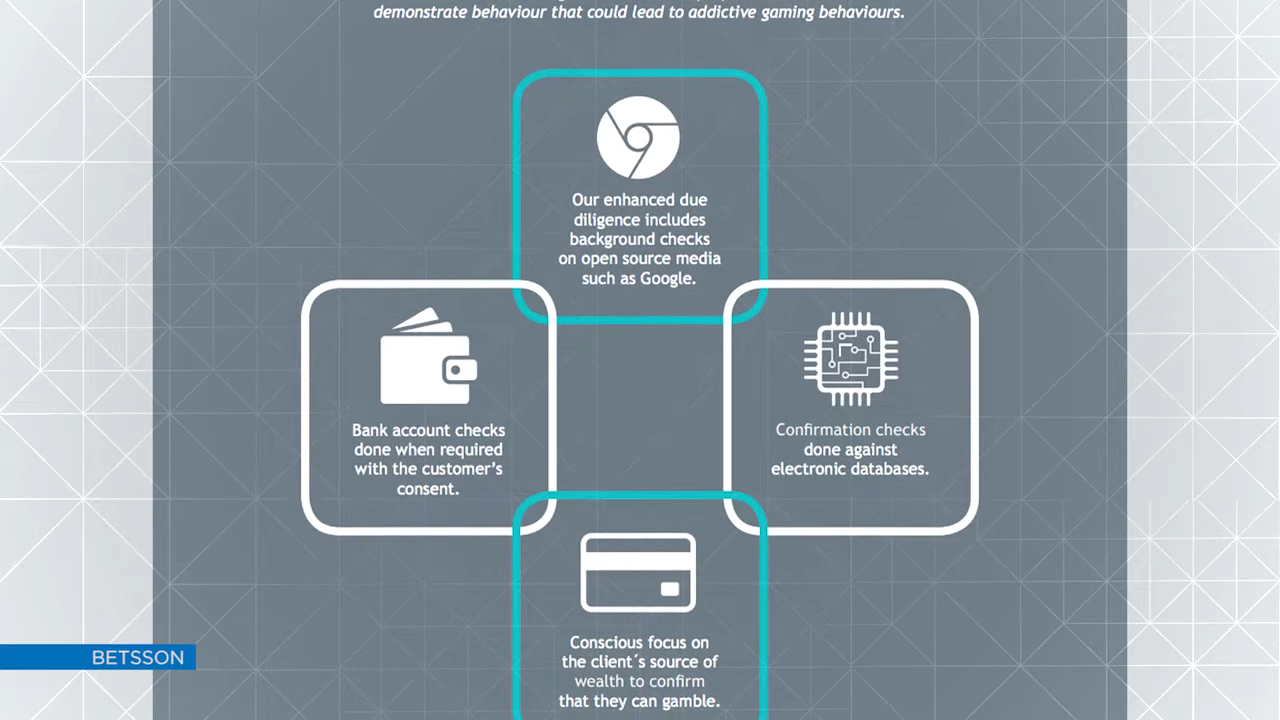 demonstrate behaviour that could lead to addictive gaming behaviours.
Our enhanced due
diligence includes
background checks
on open source media
such as Google.
Bank account checks
done when required
with the customer's
consent.
Confirmation checks
done against
electronic databases.
Conscious focus on
the client´s source of
wealth to confirm
that they can gamble.
BETSSON